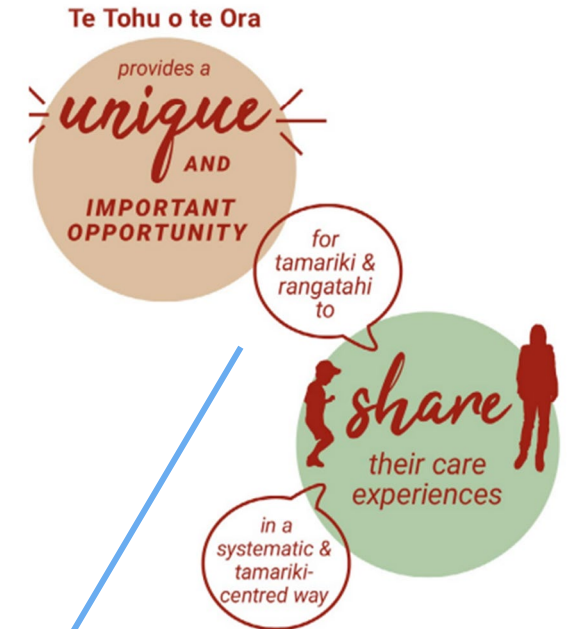 Te Tohu o te Ora
provides a
unique
AND
IMPORTANT
OPPORTUNITY
for
tamariki &
rangatahi
to
share
their care
experiences
in a
systematic &
tamariki-
centred way